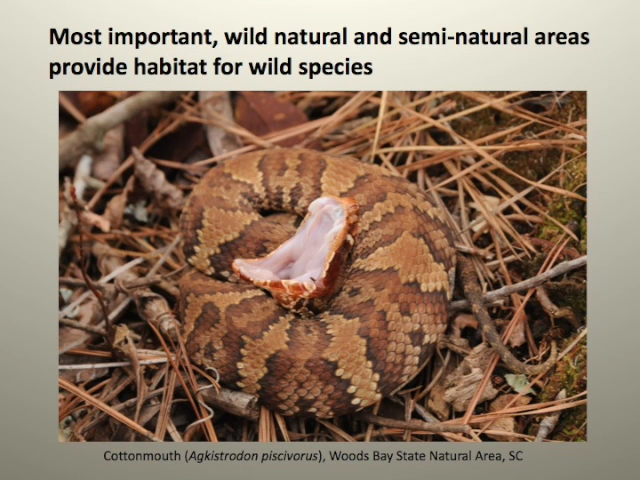 Most important, wild natural and semi-natural areas
provide habitat for wild species
Cottonmouth (Agkistrodon piscivorus), Woods Bay State Natural Area, SC